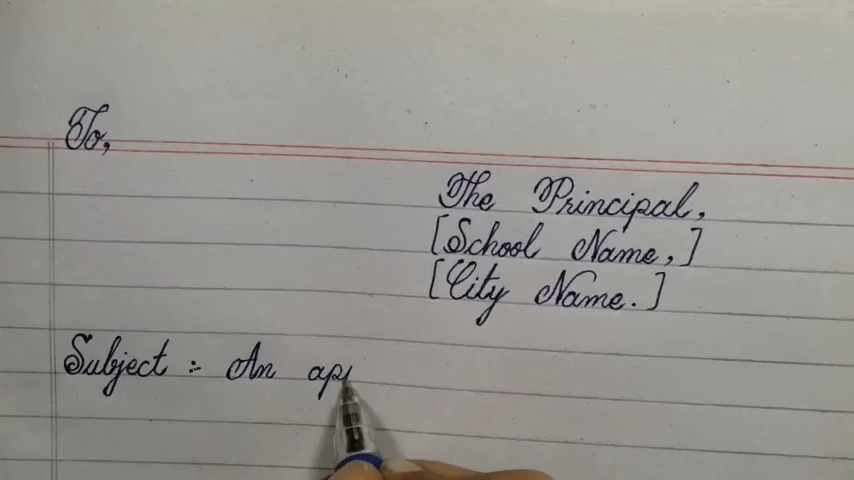 To,
The Principal,
[School Name,]
[City Name.]
Subject :- An ap